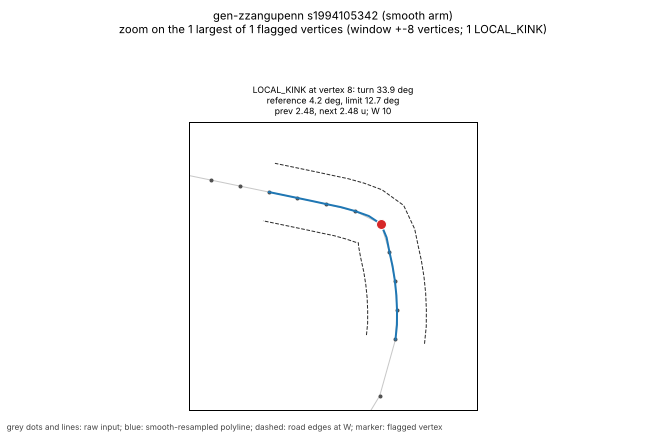 gen-zzangupenn s1994105342 (smooth arm)
zoom on the 1 largest of 1 flagged vertices (window +-8 vertices; 1 LOCAL_KINK)
LOCAL_KINK at vertex 8: turn 33.9 deg
reference 4.2 deg, limit 12.7 deg
prev 2.48, next 2.48 u; W 10
grey dots and lines: raw input; blue: smooth-resampled polyline; dashed: road edges at W; marker: flagged vertex